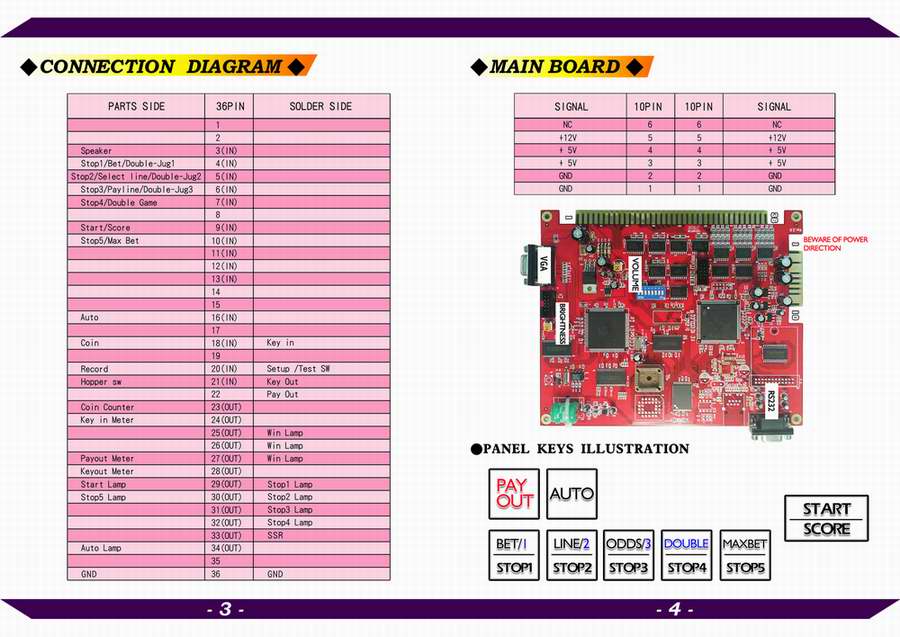 ◆CONNECTION DIAGRAM◆
PARTS SIDE 36PIN SOLDER SIDE
1
2
Speaker 3(IN)
Stop1/Bet/Double-Jug1 4(IN)
Stop2/Select line/Double-Jug2 5(IN)
Stop3/Payline/Double-Jug3 6(IN)
Stop4/Double Game 7(IN)
8
Start/Score 9(IN)
Stop5/Max Bet 10(IN)
11(IN)
12(IN)
13(IN)
14
15
Auto 16(IN)
17
Coin 18(IN) Key in
19
Record 20(IN) Setup /Test SW
Hopper sw 21(IN) Key Out
22 Pay Out
Coin Counter 23(OUT)
Key in Meter 24(OUT)
25(OUT) Win Lamp
26(OUT) Win Lamp
Payout Meter 27(OUT) Win Lamp
Keyout Meter 28(OUT)
Start Lamp 29(OUT) Stop1 Lamp
Stop5 Lamp 30(OUT) Stop2 Lamp
31(OUT) Stop3 Lamp
32(OUT) Stop4 Lamp
33(OUT) SSR
Auto Lamp 34(OUT)
35
GND 36 GND
- 3 -
◆MAIN BOARD◆
SIGNAL 10PIN 10PIN SIGNAL
NC 6 6 NC
+12V 5 5 +12V
+ 5V 4 4 + 5V
+ 5V 3 3 + 5V
GND 2 2 GND
GND 1 1 GND
BEWARE OF POWER
DIRECTION
VGA
VOLUME
BRIGHTNESS
RS232
●PANEL KEYS ILLUSTRATION
PAY
OUT
AUTO
START
SCORE
BET/1 LINE/2 ODDS/3 DOUBLE MAXBET
STOP1 STOP2 STOP3 STOP4 STOP5
- 4 -